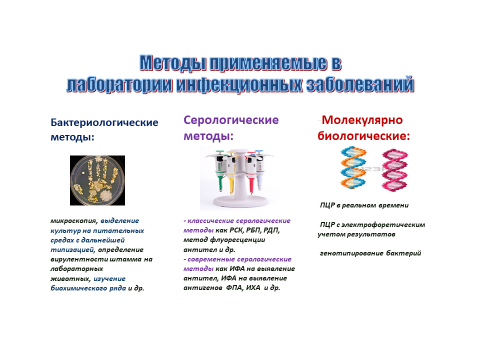 Методы применяемые в
лаборатории инфекционных заболеваний
Бактериологические
методы:
микроскопия, выделение
культур на питательных
средах с дальнейшей
типизацией, определение
вирулентности штамма на
лабораторных
животных, изучение
биохимического ряда и др.
Серологические
методы:
- классические серологические
методы как РСК, РБП, РДП,
метод флуоресценции
антител и др.
- современные серологические
методы как ИФА на выявление
антител, ИФА на выявление
антигенов ФПА, ИХА и др.
Молекулярно
биологические:
ПЦР в реальном времени
ПЦР с электрофоретическим
учетом результатов
генотипирование бактерий